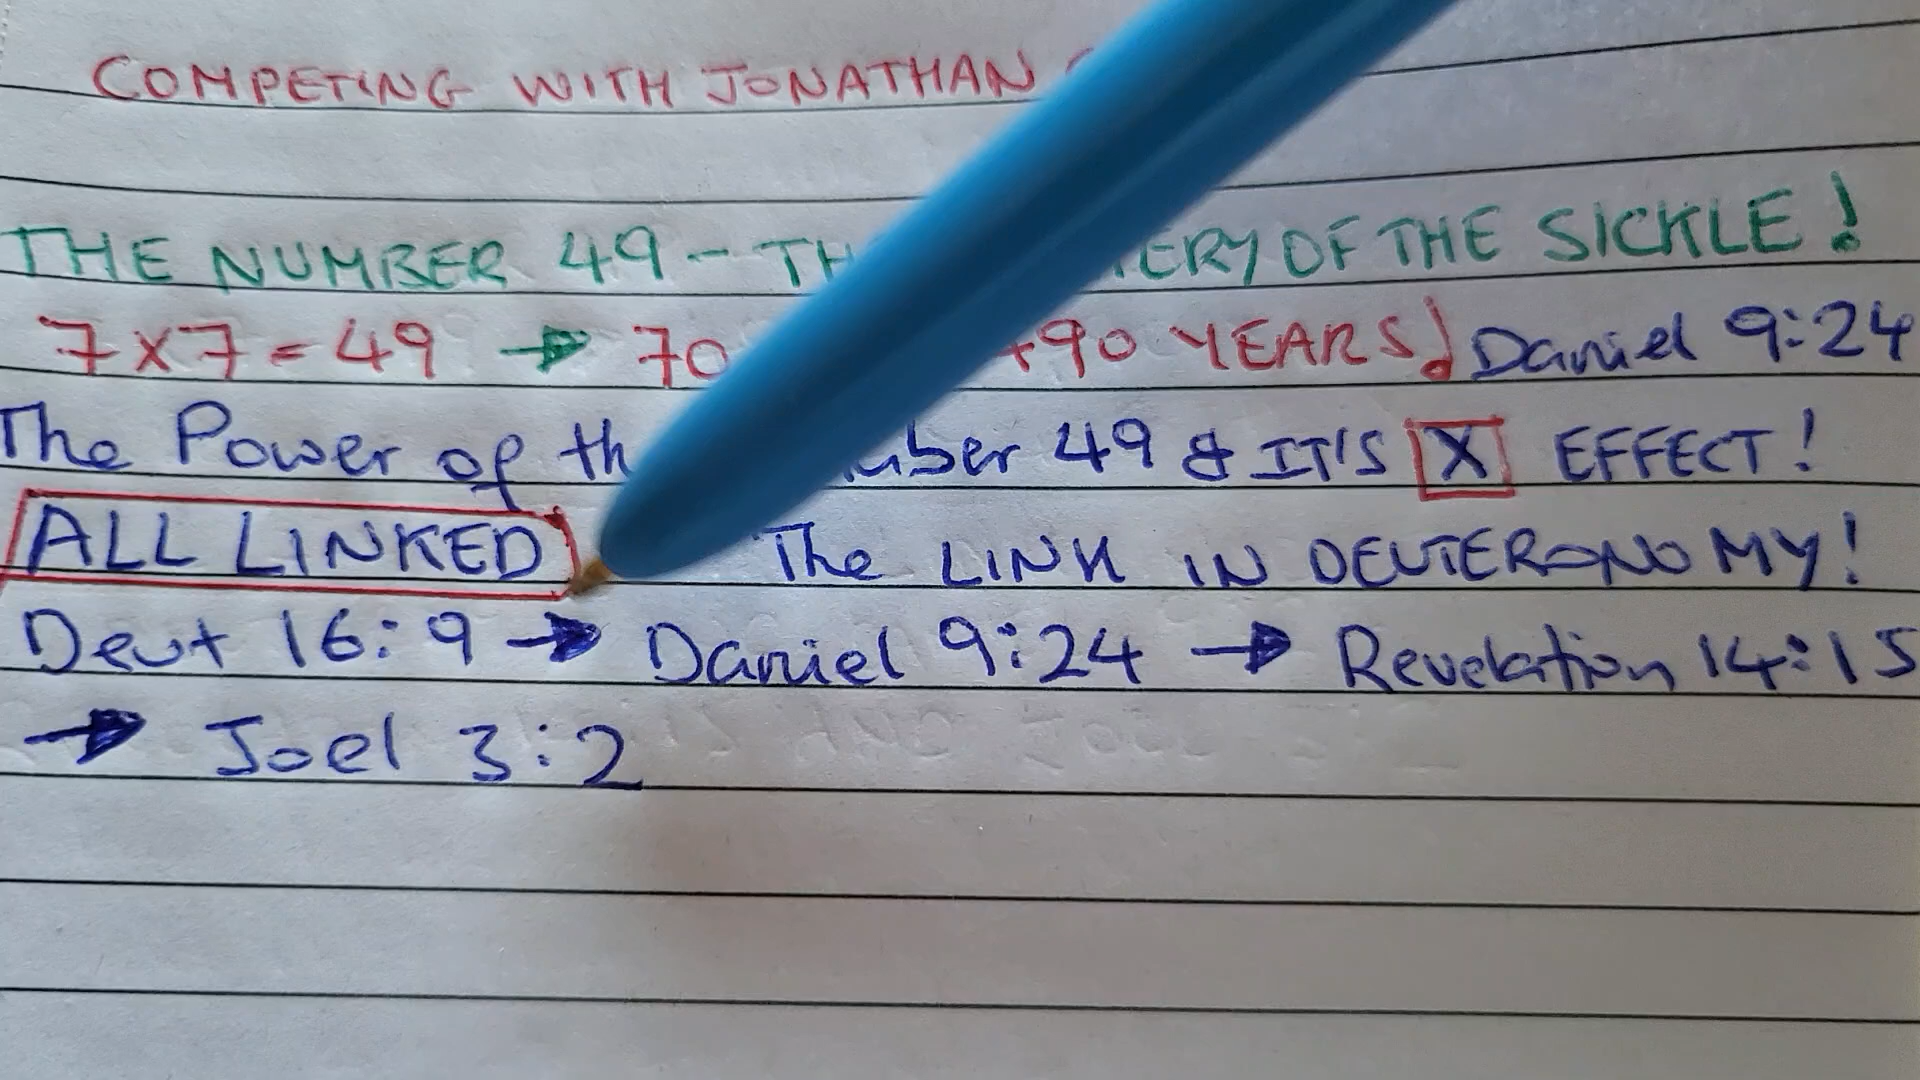 COMPETING WITH JONATHAN
THE NUMBER 49 - TH ERY OF THE SICKLE!
7x7=49 → 70 490 YEARS! Daniel 9:24
The Power of th mber 49 & IT'S X EFFECT!
ALL LINKED The LINK IN DEUTERONOMY!
Deut 16:9 → Daniel 9:24 → Revelation 14:15
→ Joel 3:2